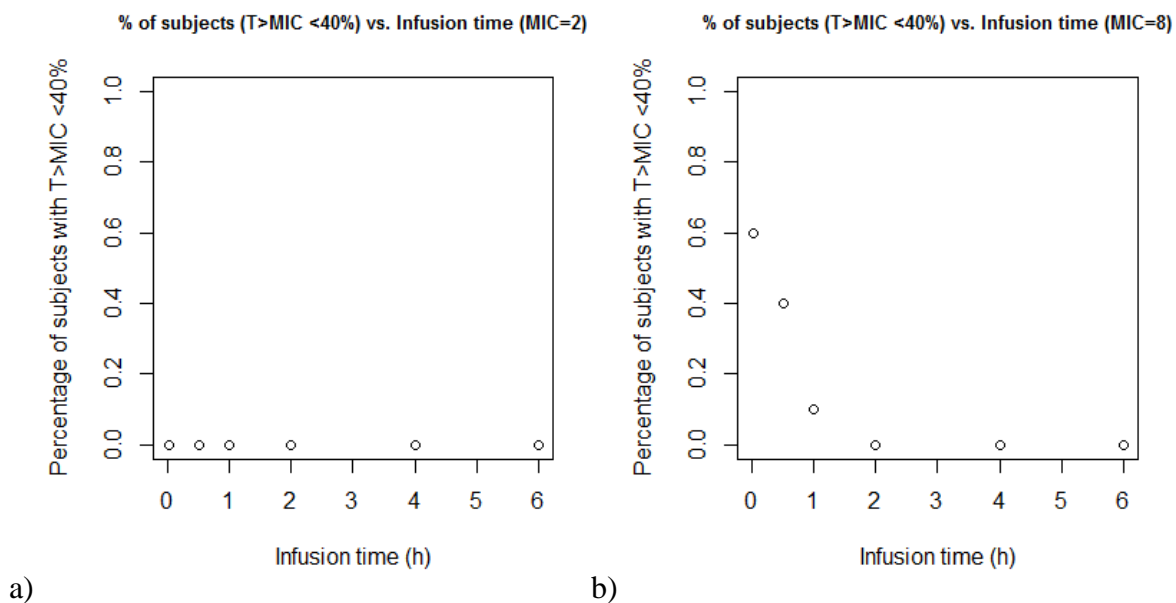 % of subjects (T>MIC <40%) vs. Infusion time (MIC=2)
Percentage of subjects with T>MIC <40%
1.0
0.8
0.6
0.4
0.2
0.0
0 1 2 3 4 5 6
Infusion time (h)
a)
% of subjects (T>MIC <40%) vs. Infusion time (MIC=8)
Percentage of subjects with T>MIC <40%
1.0
0.8
0.6
0.4
0.2
0.0
0 1 2 3 4 5 6
Infusion time (h)
b)